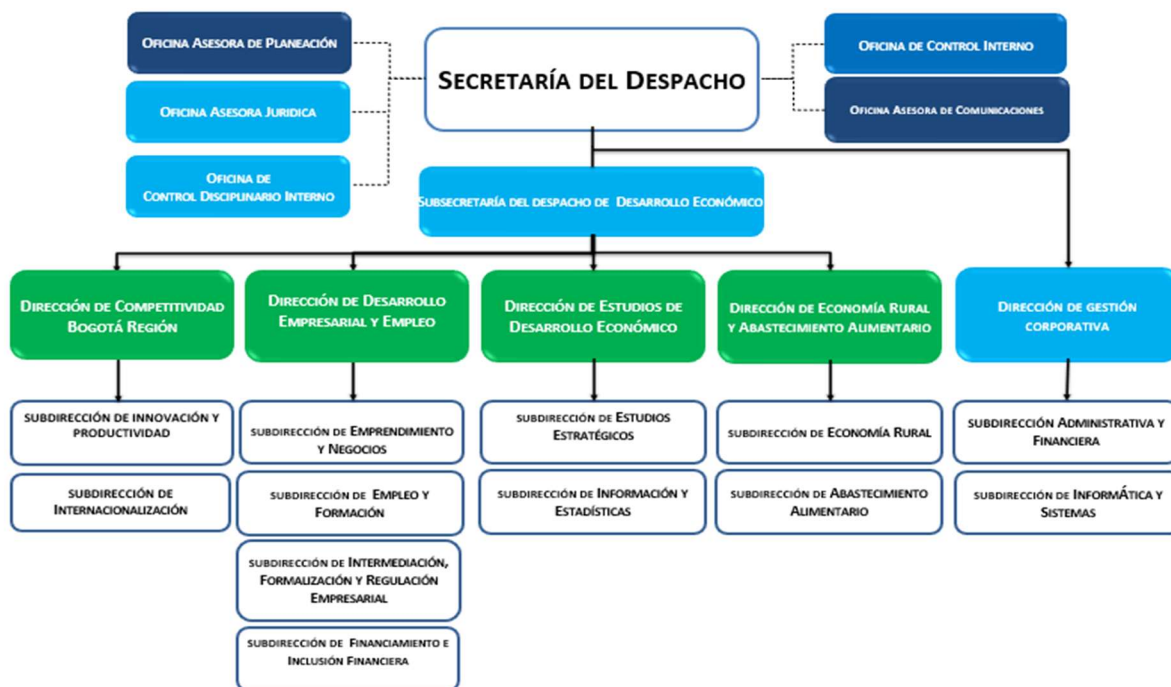 OFICINA ASESORA DE PLANEACIÓN
OFICINA ASESORA JURIDICA
OFICINA DE
CONTROL DISCIPLINARIO INTERNO
SECRETARÍA DEL DESPACHO
OFICINA DE CONTROL INTERNO
OFICINA ASESORA DE COMUNICACIONES
SUBSECRETARÍA DEL DESPACHO DE DESARROLLO ECONÓMICO
DIRECCIÓN DE COMPETITIVIDAD
BOGOTÁ REGIÓN
DIRECCIÓN DE DESARROLLO
EMPRESARIAL Y EMPLEO
DIRECCIÓN DE ESTUDIOS DE
DESARROLLO ECONÓMICO
DIRECCIÓN DE ECONOMÍA RURAL
Y ABASTECIMIENTO ALIMENTARIO
DIRECCIÓN DE GESTIÓN
CORPORATIVA
SUBDIRECCIÓN DE INNOVACIÓN Y
PRODUCTIVIDAD
SUBDIRECCIÓN DE
INTERNACIONALIZACIÓN
SUBDIRECCIÓN DE EMPRENDIMIENTO
Y NEGOCIOS
SUBDIRECCIÓN DE EMPLEO Y
FORMACIÓN
SUBDIRECCIÓN DE INTERMEDIACIÓN,
FORMALIZACIÓN Y REGULACIÓN
EMPRESARIAL
SUBDIRECCIÓN DE FINANCIAMIENTO E
INCLUSIÓN FINANCIERA
SUBDIRECCIÓN DE ESTUDIOS
ESTRATÉGICOS
SUBDIRECCIÓN DE INFORMACIÓN Y
ESTADÍSTICAS
SUBDIRECCIÓN DE ECONOMÍA RURAL
SUBDIRECCIÓN DE ABASTECIMIENTO
ALIMENTARIO
SUBDIRECCIÓN ADMINISTRATIVA Y
FINANCIERA
SUBDIRECCIÓN DE INFORMÁTICA Y
SISTEMAS